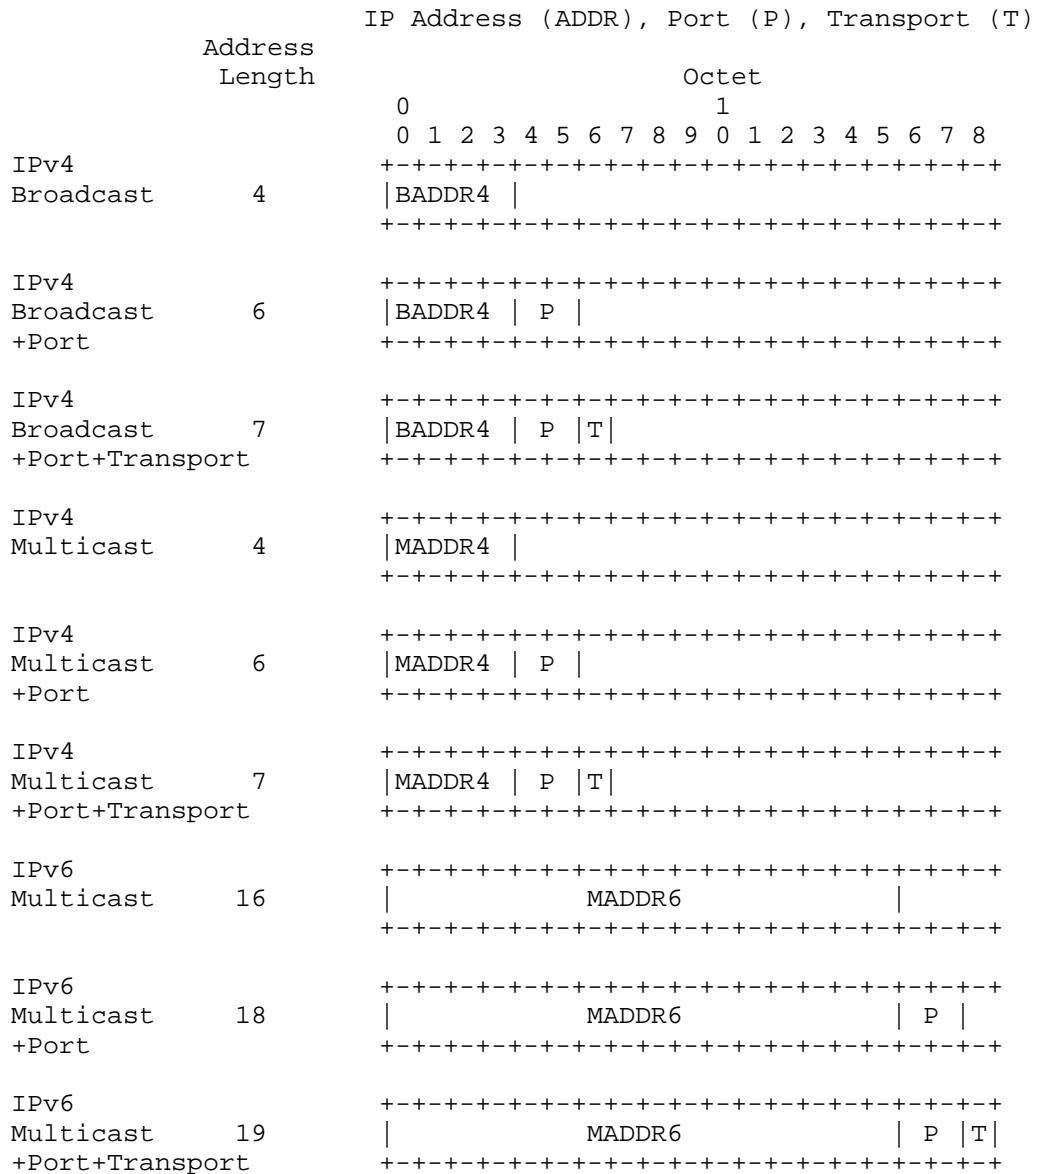 IP Address (ADDR), Port (P), Transport (T)
            Address
             Length                       Octet
                        0                   1
                        0 1 2 3 4 5 6 7 8 9 0 1 2 3 4 5 6 7 8
IPv4                   +-+-+-+-+-+-+-+-+-+-+-+-+-+-+-+-+-+-+-+
Broadcast      4       |BADDR4 |
                       +-+-+-+-+-+-+-+-+-+-+-+-+-+-+-+-+-+-+-+

IPv4                   +-+-+-+-+-+-+-+-+-+-+-+-+-+-+-+-+-+-+-+
Broadcast      6       |BADDR4 | P |
+Port                  +-+-+-+-+-+-+-+-+-+-+-+-+-+-+-+-+-+-+-+

IPv4                   +-+-+-+-+-+-+-+-+-+-+-+-+-+-+-+-+-+-+-+
Broadcast      7       |BADDR4 | P |T|
+Port+Transport        +-+-+-+-+-+-+-+-+-+-+-+-+-+-+-+-+-+-+-+

IPv4                   +-+-+-+-+-+-+-+-+-+-+-+-+-+-+-+-+-+-+-+
Multicast      4       |MADDR4 |
                       +-+-+-+-+-+-+-+-+-+-+-+-+-+-+-+-+-+-+-+

IPv4                   +-+-+-+-+-+-+-+-+-+-+-+-+-+-+-+-+-+-+-+
Multicast      6       |MADDR4 | P |
+Port                  +-+-+-+-+-+-+-+-+-+-+-+-+-+-+-+-+-+-+-+

IPv4                   +-+-+-+-+-+-+-+-+-+-+-+-+-+-+-+-+-+-+-+
Multicast      7       |MADDR4 | P |T|
+Port+Transport        +-+-+-+-+-+-+-+-+-+-+-+-+-+-+-+-+-+-+-+

IPv6                   +-+-+-+-+-+-+-+-+-+-+-+-+-+-+-+-+-+-+-+
Multicast     16       |            MADDR6             |
                       +-+-+-+-+-+-+-+-+-+-+-+-+-+-+-+-+-+-+-+

IPv6                   +-+-+-+-+-+-+-+-+-+-+-+-+-+-+-+-+-+-+-+
Multicast     18       |            MADDR6             | P |
+Port                  +-+-+-+-+-+-+-+-+-+-+-+-+-+-+-+-+-+-+-+

IPv6                   +-+-+-+-+-+-+-+-+-+-+-+-+-+-+-+-+-+-+-+
Multicast     19       |            MADDR6             | P |T|
+Port+Transport        +-+-+-+-+-+-+-+-+-+-+-+-+-+-+-+-+-+-+-+